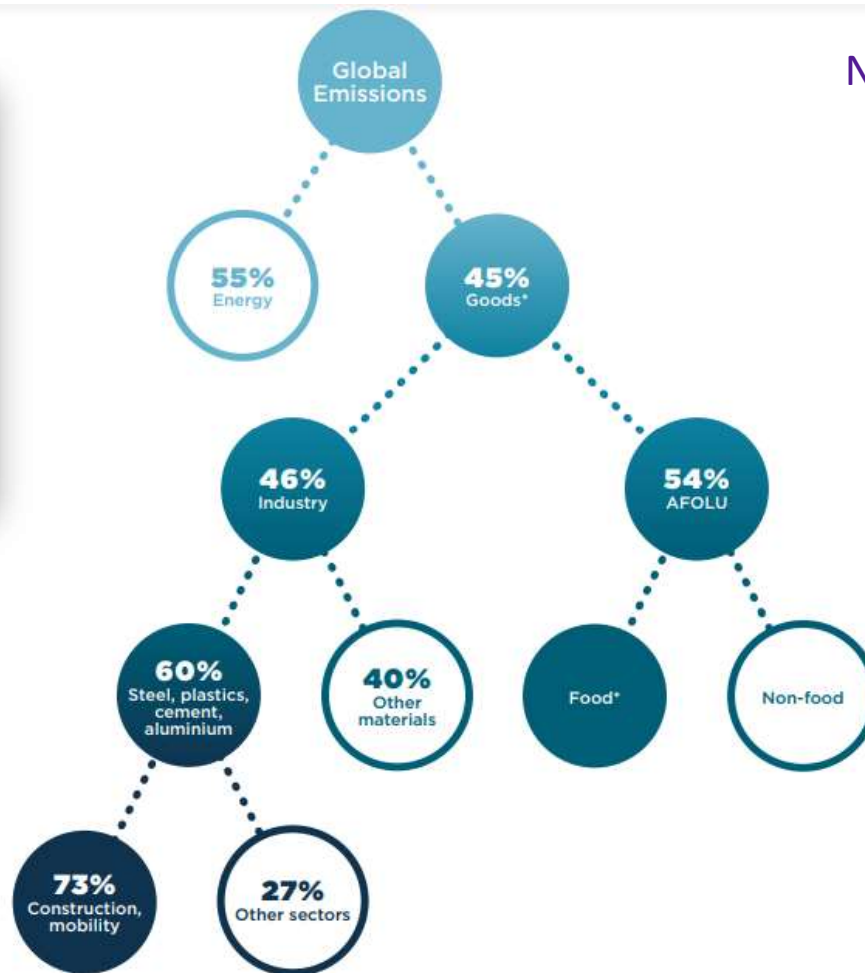 Global
Emissions
N
55%
Energy
45%
Goods*
46%
Industry
54%
AFOLU
60%
Steel, plastics,
cement,
aluminium
40%
Other
materials
Food*
Non-food
73%
Construction,
mobility
27%
Other sectors